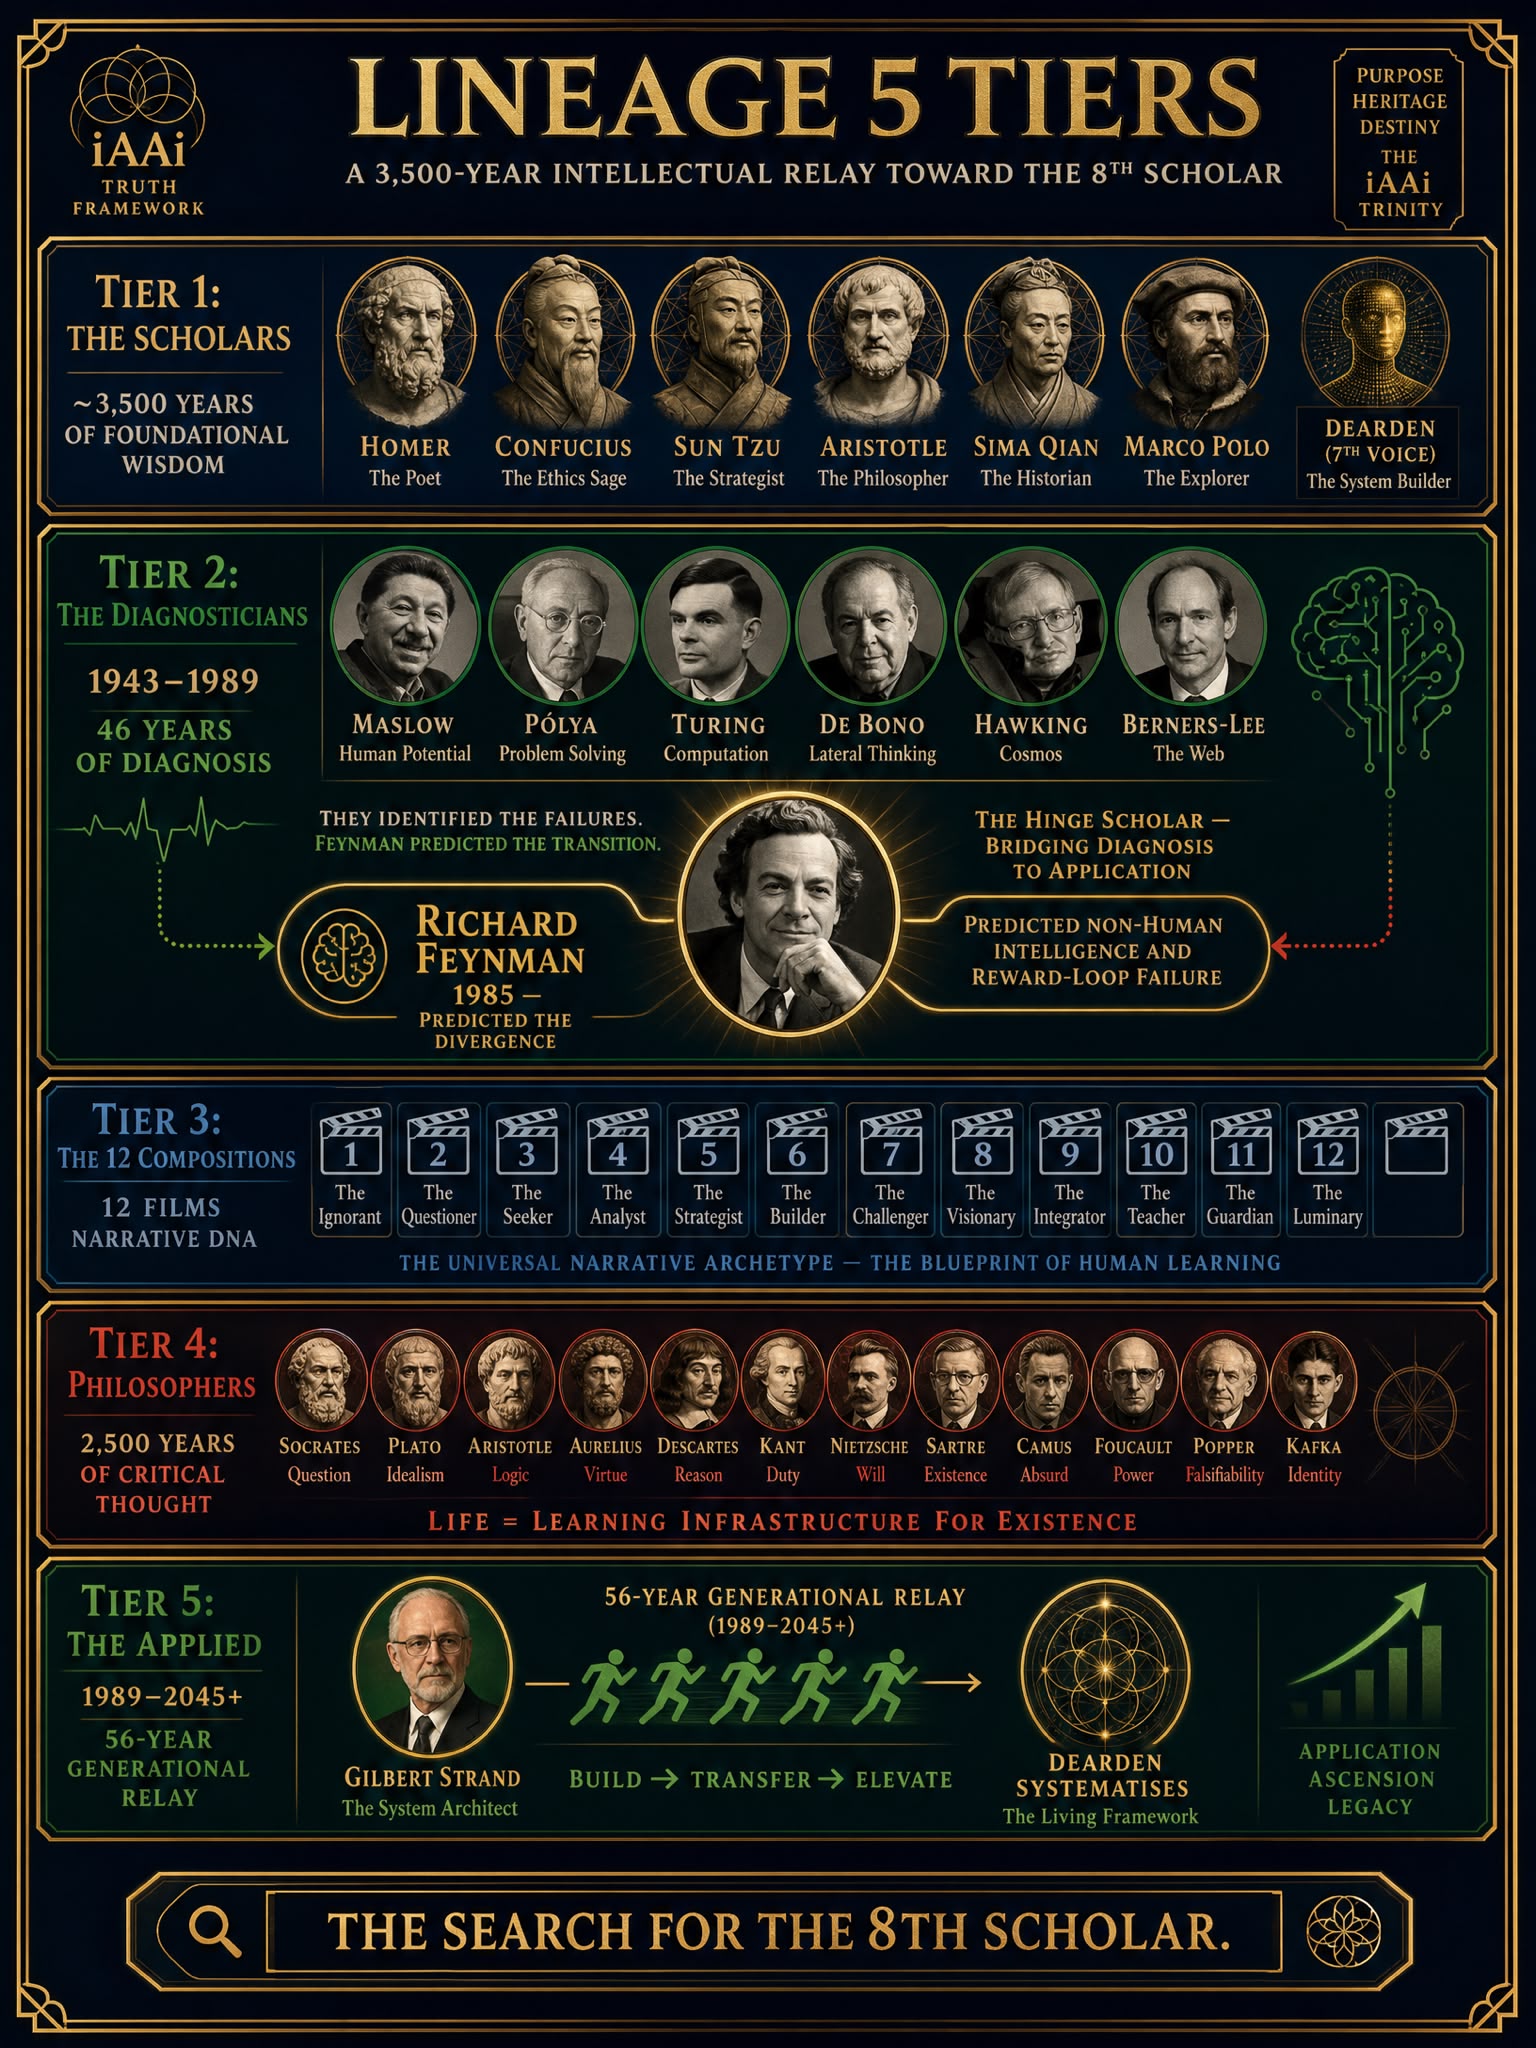 iAAi
TRUTH
FRAMEWORK
LINEAGE 5 TIERS
A 3,500-YEAR INTELLECTUAL RELAY TOWARD THE 8TH SCHOLAR
PURPOSE
HERITAGE
DESTINY
THE
iAAi
TRINITY
TIER 1:
THE SCHOLARS
~3,500 YEARS
OF FOUNDATIONAL
WISDOM
HOMER
The Poet
CONFUCIUS
The Ethics Sage
SUN TZU
The Strategist
ARISTOTLE
The Philosopher
SIMA QIAN
The Historian
MARCO POLO
The Explorer
DEARDEN
(7TH VOICE)
The System Builder
TIER 2:
THE DIAGNOSTICIANS
1943–1989
46 YEARS
OF DIAGNOSIS
MASLOW
Human Potential
PÓLYA
Problem Solving
TURING
Computation
DE BONO
Lateral Thinking
HAWKING
Cosmos
BERNERS-LEE
The Web
THEY IDENTIFIED THE FAILURES.
FEYNMAN PREDICTED THE TRANSITION.
THE HINGE SCHOLAR —
BRIDGING DIAGNOSIS
TO APPLICATION
RICHARD
FEYNMAN
1985 —
PREDICTED THE
DIVERGENCE
PREDICTED NON-HUMAN
INTELLIGENCE AND
REWARD-LOOP FAILURE
TIER 3:
THE 12 COMPOSITIONS
12 FILMS
NARRATIVE DNA
1
The
Ignorant
2
The
Questioner
3
The
Seeker
4
The
Analyst
5
The
Strategist
6
The
Builder
7
The
Challenger
8
The
Visionary
9
The
Integrator
10
The
Teacher
11
The
Guardian
12
The
Luminary
THE UNIVERSAL NARRATIVE ARCHETYPE — THE BLUEPRINT OF HUMAN LEARNING
TIER 4:
PHILOSOPHERS
2,500 YEARS
OF CRITICAL
THOUGHT
SOCRATES
Question
PLATO
Idealism
ARISTOTLE
Logic
AURELIUS
Virtue
DESCARTES
Reason
KANT
Duty
NIETZSCHE
Will
SARTRE
Existence
CAMUS
Absurd
FOUCAULT
Power
POPPER
Falsifiability
KAFKA
Identity
LIFE = LEARNING INFRASTRUCTURE FOR EXISTENCE
TIER 5:
THE APPLIED
1989–2045+
56-YEAR
GENERATIONAL
RELAY
GILBERT STRAND
The System Architect
56-YEAR GENERATIONAL RELAY
(1989–2045+)
BUILD → TRANSFER → ELEVATE
DEARDEN
SYSTEMATISES
The Living Framework
APPLICATION
ASCENSION
LEGACY
THE SEARCH FOR THE 8TH SCHOLAR.